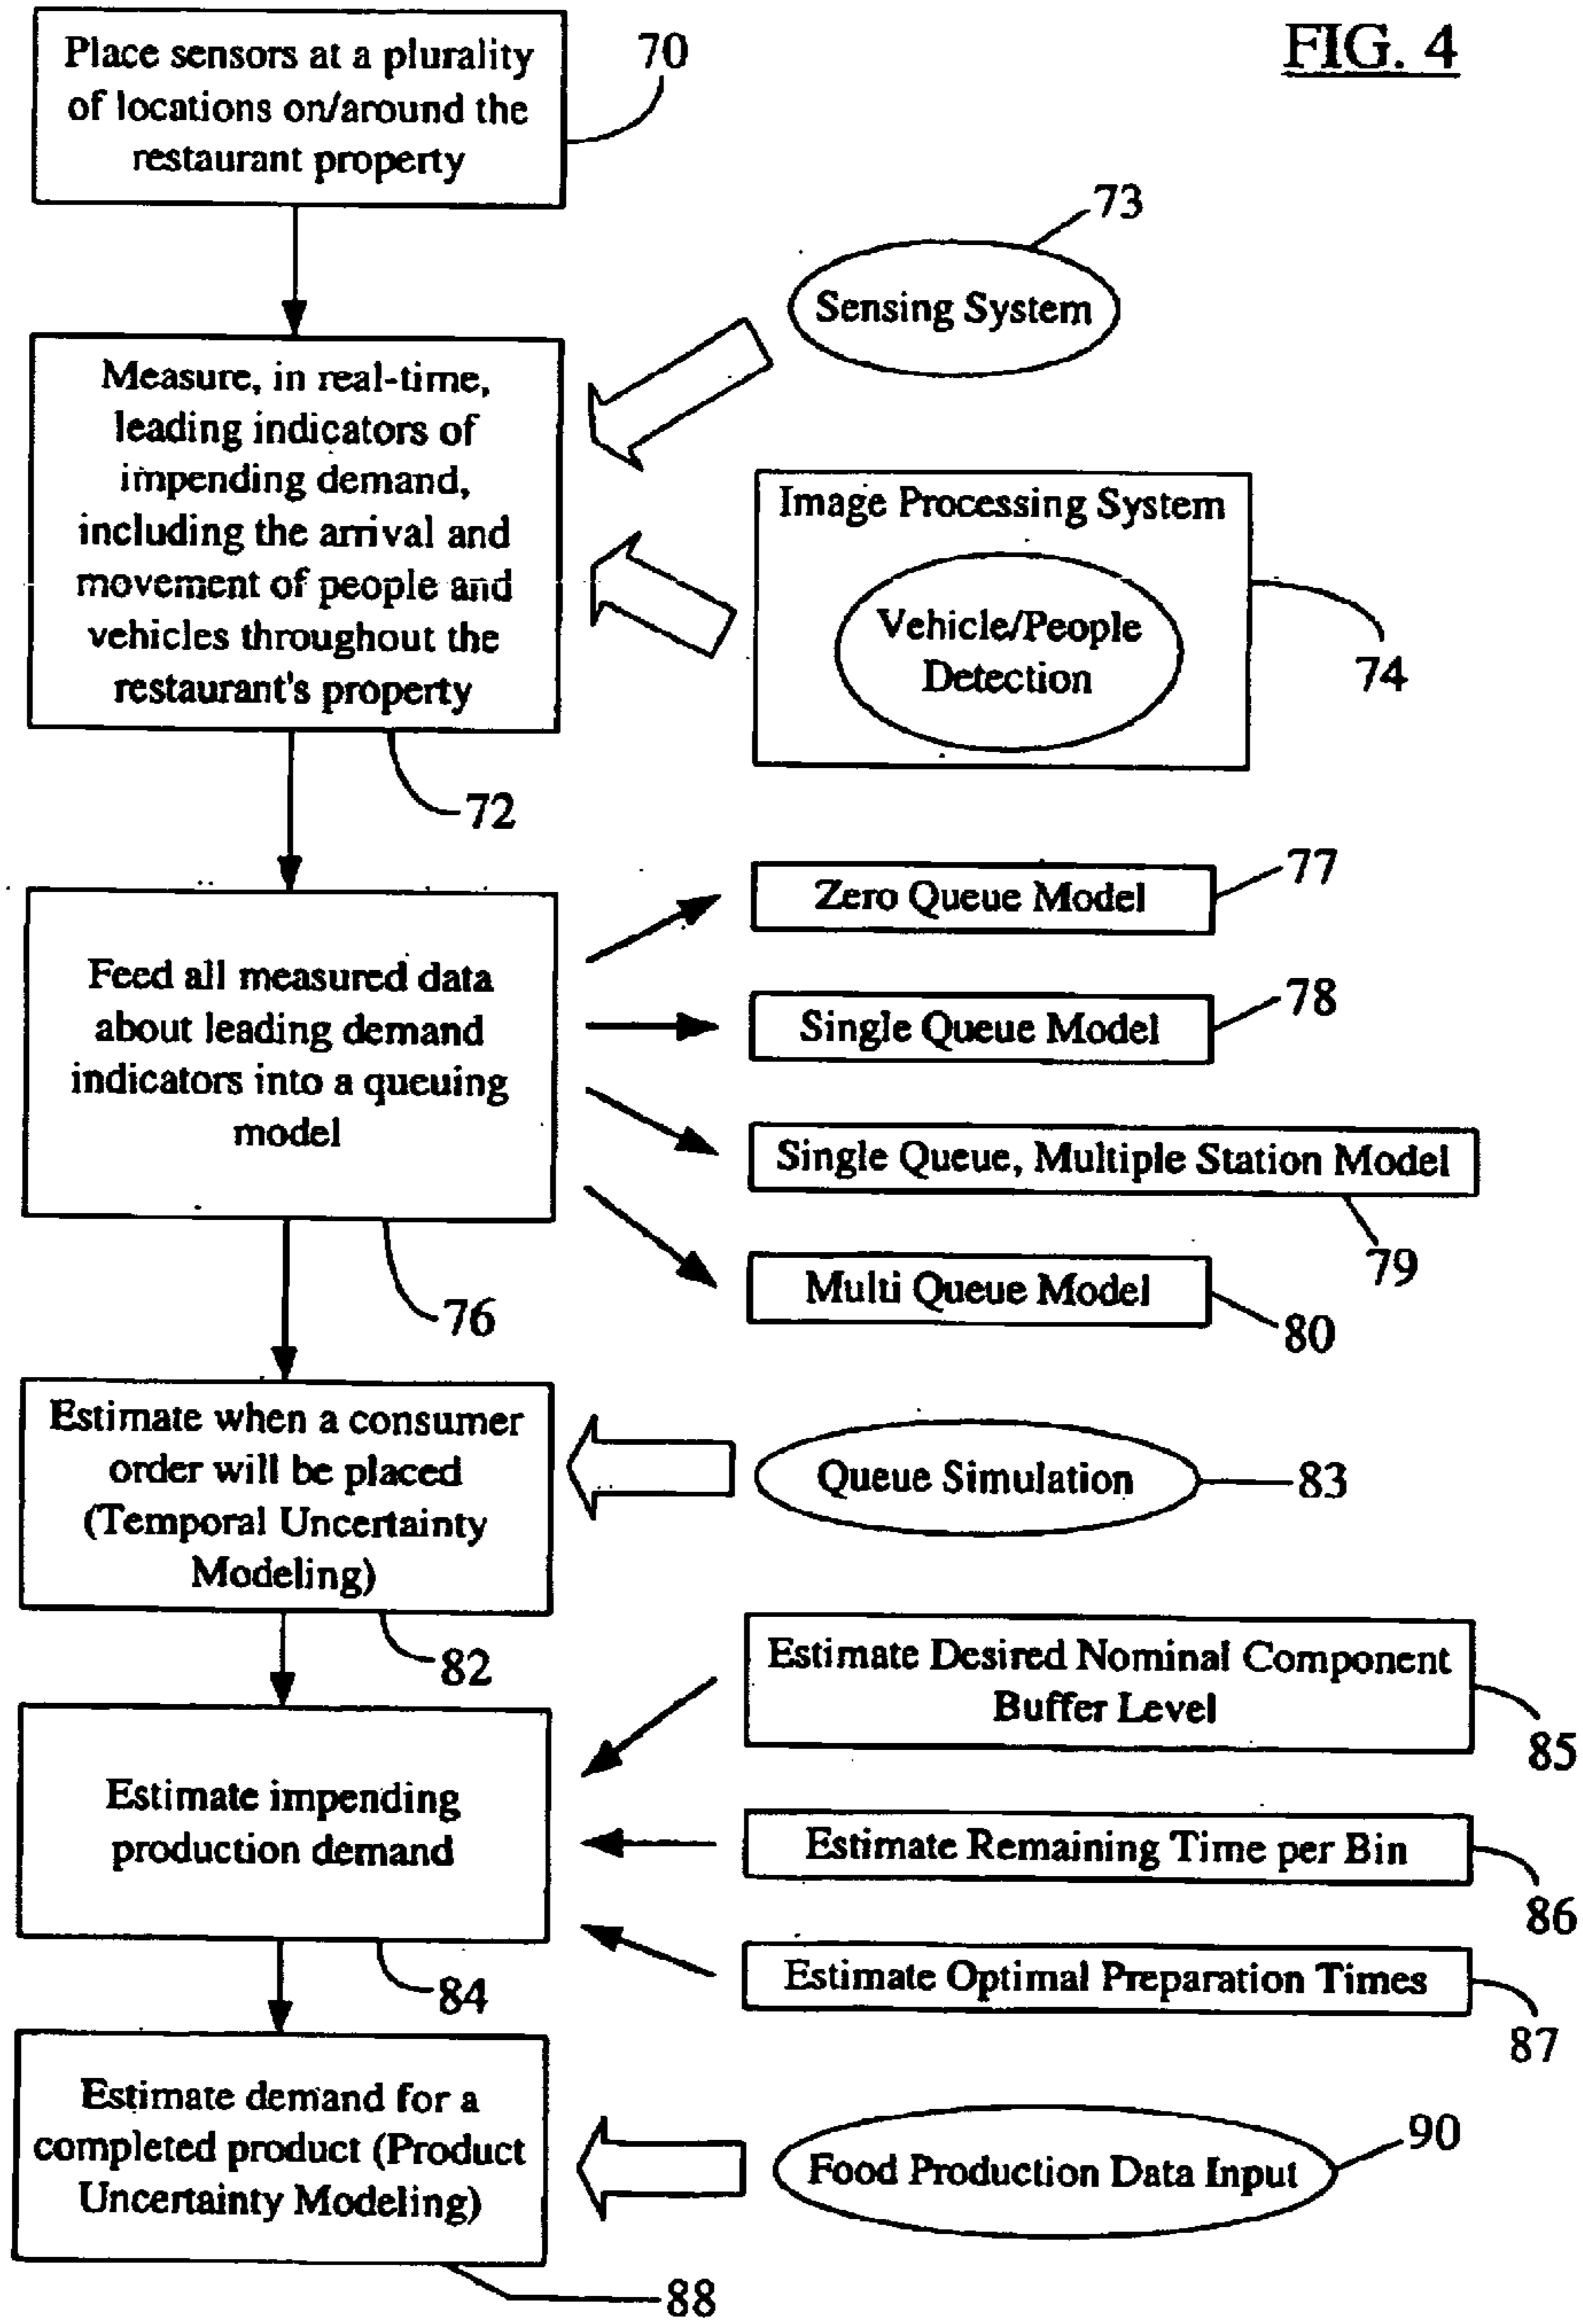 FIG. 4
Place sensors at a plurality
of locations on/around the
restaurant property
70
73
Sensing System
Measure, in real-time,
leading indicators of
impending demand,
including the arrival and
movement of people and
vehicles throughout the
restaurant's property
72
Image Processing System
Vehicle/People
Detection
74
Feed all measured data
about leading demand
indicators into a queuing
model
76
Zero Queue Model
77
Single Queue Model
78
Single Queue, Multiple Station Model
79
Multi Queue Model
80
Estimate when a consumer
order will be placed
(Temporal Uncertainty
Modeling)
82
Queue Simulation
83
Estimate impending
production demand
84
Estimate Desired Nominal Component
Buffer Level
85
Estimate Remaining Time per Bin
86
Estimate Optimal Preparation Times
87
Estimate demand for a
completed product (Product
Uncertainty Modeling)
88
Food Production Data Input
90